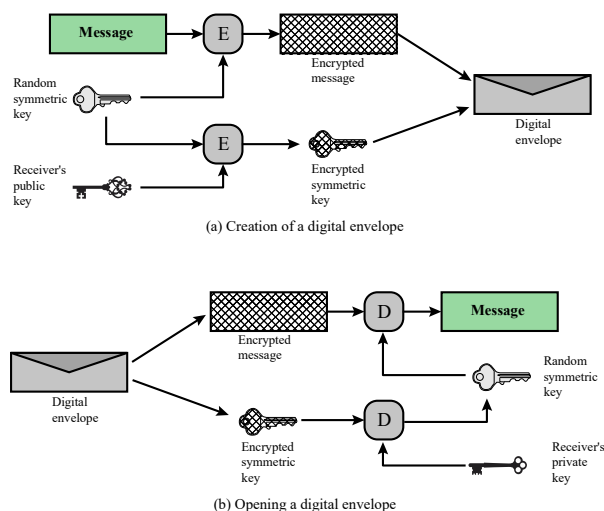 Message
E
Encrypted
message
Random
symmetric
key
Digital
envelope
E
Receiver's
public
key
Encrypted
symmetric
key
(a) Creation of a digital envelope
D
Message
Encrypted
message
Random
symmetric
key
Digital
envelope
D
Encrypted
symmetric
key
Receiver's
private
key
(b) Opening a digital envelope